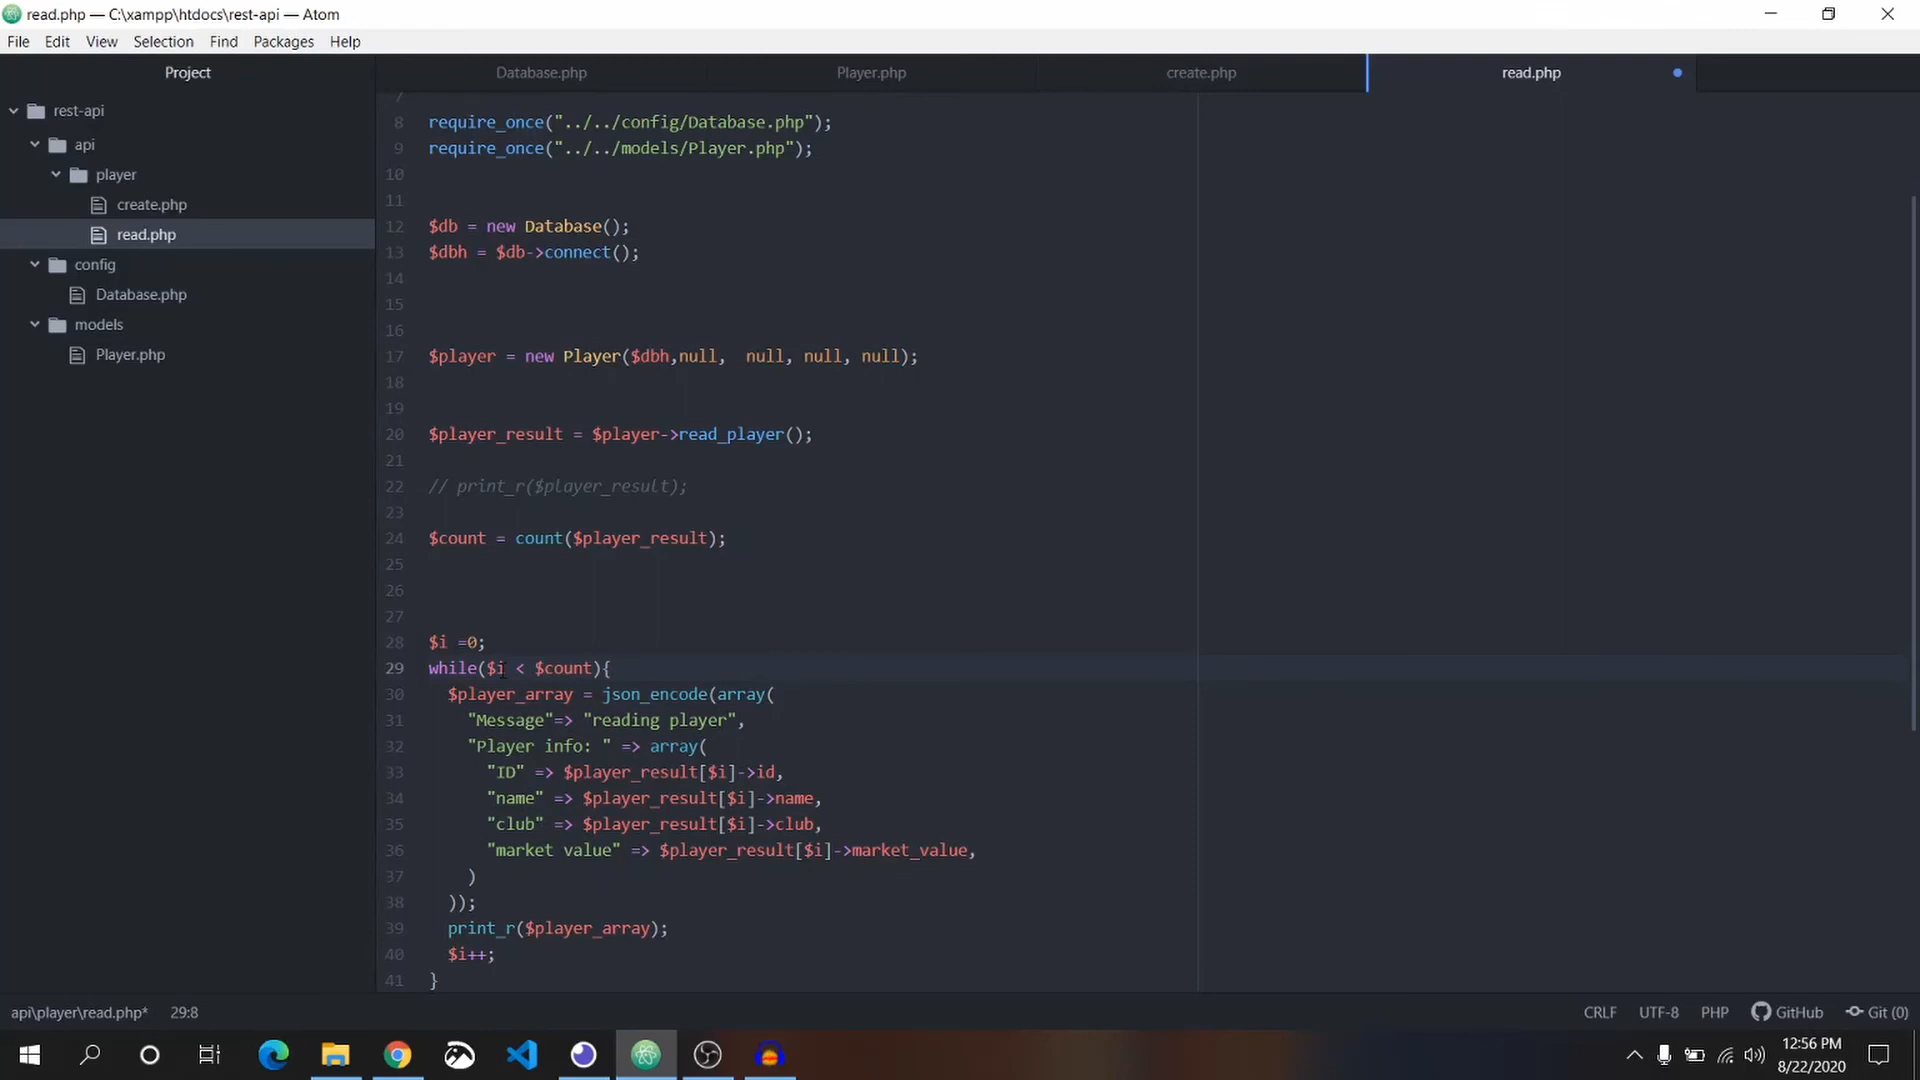 read.php — C:\xampp\htdocs\rest-api — Atom
File Edit View Selection Find Packages Help
Project
Database.php Player.php create.php read.php
rest-api
api
player
create.php
read.php
config
Database.php
models
Player.php
7
8 require_once("../../config/Database.php");
9 require_once("../../models/Player.php");
10
11
12 $db = new Database();
13 $dbh = $db->connect();
14
15
16
17 $player = new Player($dbh,null,  null, null, null);
18
19
20 $player_result = $player->read_player();
21
22 // print_r($player_result);
23
24 $count = count($player_result);
25
26
27
28 $i =0;
29 while($i < $count){
30 $player_array = json_encode(array(
31 "Message"=> "reading player",
32 "Player info: " => array(
33 "ID" => $player_result[$i]->id,
34 "name" => $player_result[$i]->name,
35 "club" => $player_result[$i]->club,
36 "market value" => $player_result[$i]->market_value,
37 )
38 ));
39 print_r($player_array);
40 $i++;
41 }
api\player\read.php* 29:8 CRLF UTF-8 PHP GitHub Git (0)
12:56 PM
8/22/2020